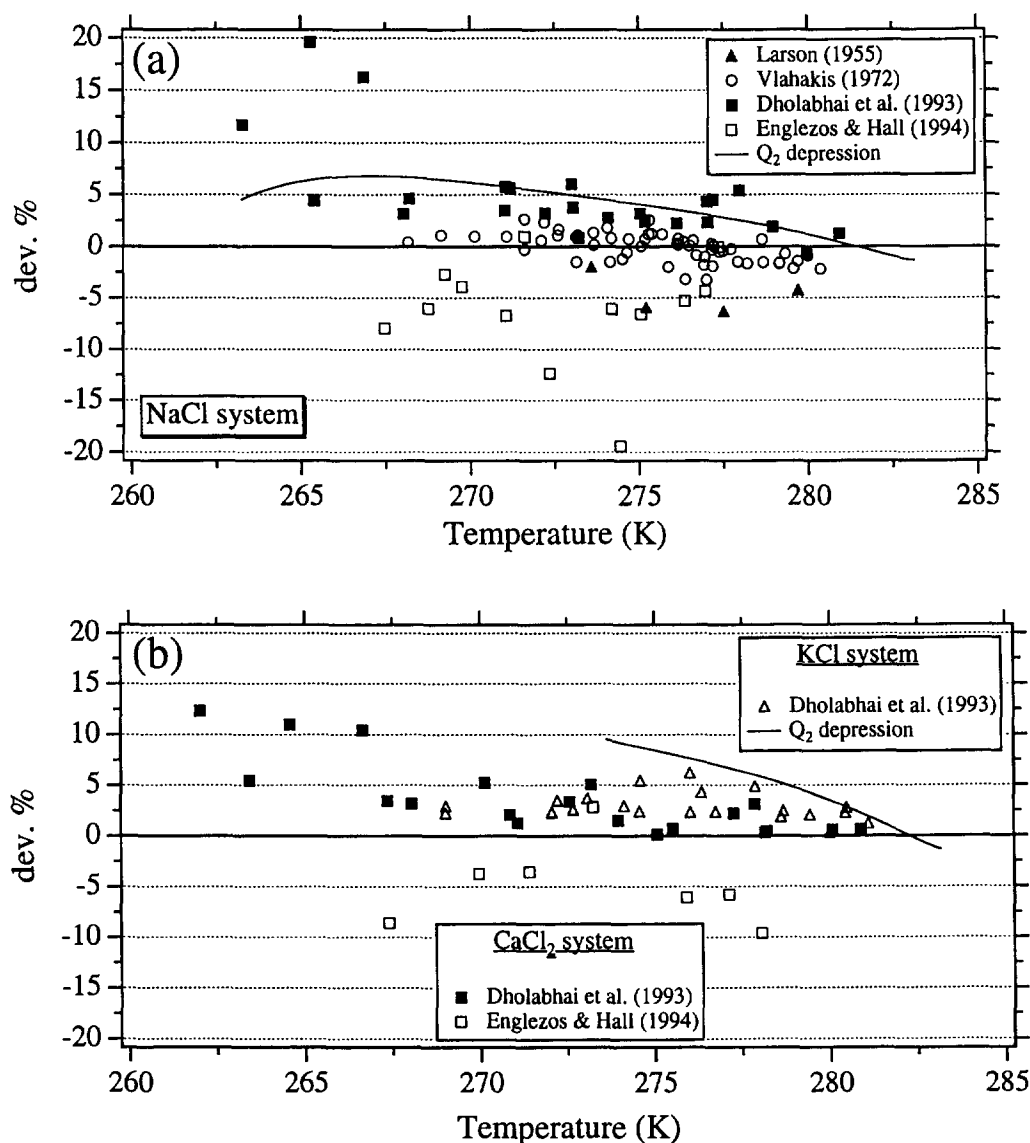 (a)
Larson (1955)
Vlahakis (1972)
Dholabhai et al. (1993)
Englezos & Hall (1994)
Q₂ depression
20
15
10
5
0
-5
-10
-15
-20
dev. %
NaCl system
260 265 270 275 280 285
Temperature (K)
(b)
KCl system
Dholabhai et al. (1993)
Q₂ depression
20
15
10
5
0
-5
-10
-15
-20
dev. %
CaCl₂ system
Dholabhai et al. (1993)
Englezos & Hall (1994)
260 265 270 275 280
Temperature (K)